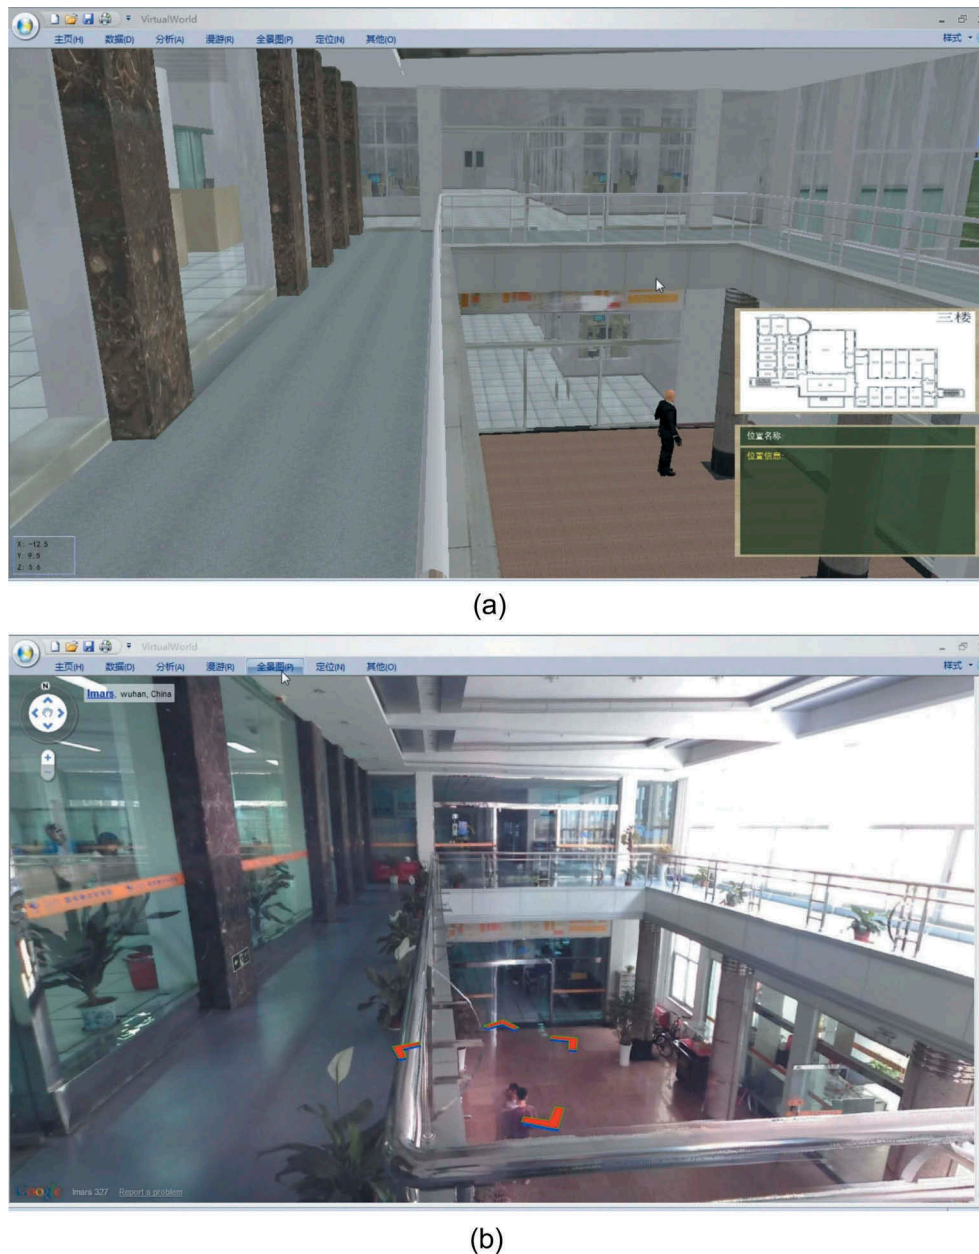 VirtualWorld
主页(H) 数据(D) 分析(A) 漫游(R) 全景图(P) 定位(N) 其他(O) 样式
三楼
位置名称:
位置信息:
X: -12.5
Y: 9.5
Z: 5.6
(a)
VirtualWorld
主页(H) 数据(D) 分析(A) 漫游(R) 全景图(P) 定位(N) 其他(O) 样式
N
lmars, wuhan, China
Google lmars 327 Report a problem
(b)